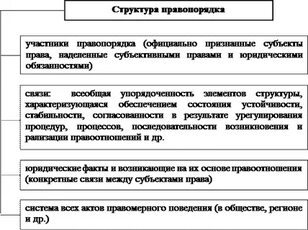 Структура правопорядка
участники правопорядка (официально признанные субъекты
права, наделенные субъективными правами и юридическими
обязанностями)
связи: всеобщая упорядоченность элементов структуры,
характеризующаяся обеспечением состояния устойчивости,
стабильности, согласованности в результате урегулирования
процедур, процессов, последовательности возникновения и
рализации правоотношений и др.
юридические факты и возникающие на их основе правоотношения
(конкретные связи между субъектами права)
система всех актов правомерного поведения (в обществе, регионе
и др.)